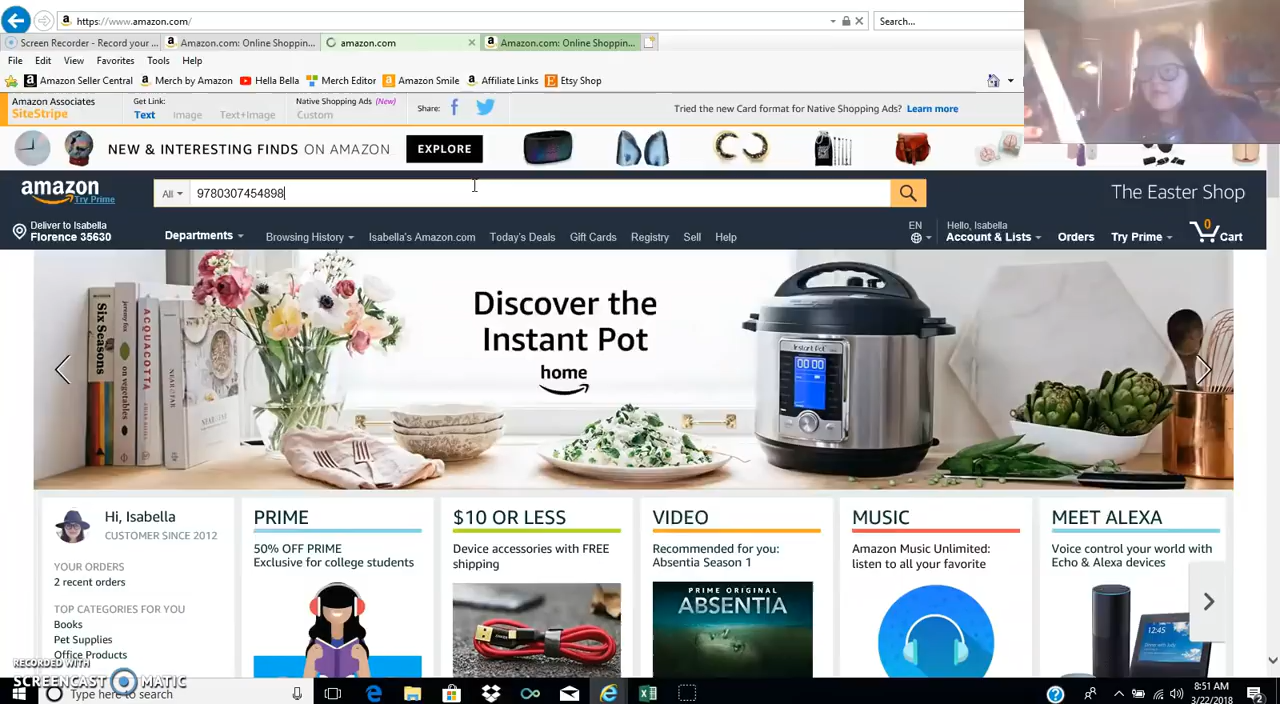 https://www.amazon.com/
Search...
Screen Recorder - Record your ...
Amazon.com: Online Shoppin...
amazon.com
Amazon.com: Online Shoppin...
File Edit View Favorites Tools Help
Amazon Seller Central Merch by Amazon Hella Bella Merch Editor Amazon Smile Affiliate Links Etsy Shop
Amazon Associates
SiteStripe
Get Link:
Text Image Text+Image
Native Shopping Ads (New)
Custom
Share:
Tried the new Card format for Native Shopping Ads? Learn more
NEW & INTERESTING FINDS ON AMAZON EXPLORE
amazon
Try Prime
All
9780307454898
The Easter Shop
Deliver to Isabella
Florence 35630
Departments
Browsing History Isabella's Amazon.com Today's Deals Gift Cards Registry Sell Help
EN
Hello, Isabella
Account & Lists
Orders
Try Prime
0
Cart
Six Seasons
ACQUACOTTA
Discover the
Instant Pot
home
Instant Pot
00:00
Hi, Isabella
CUSTOMER SINCE 2012
YOUR ORDERS
2 recent orders
TOP CATEGORIES FOR YOU
Books
Pet Supplies
Office Products
PRIME
50% OFF PRIME
Exclusive for college students
$10 OR LESS
Device accessories with FREE
shipping
VIDEO
Recommended for you:
Absentia Season 1
PRIME ORIGINAL
ABSENTIA
MUSIC
Amazon Music Unlimited:
listen to all your favorite
MEET ALEXA
Voice control your world with
Echo & Alexa devices
12:45
RECORDED WITH
SCREENCAST MATIC
Type here to search
8:51 AM
3/22/2018